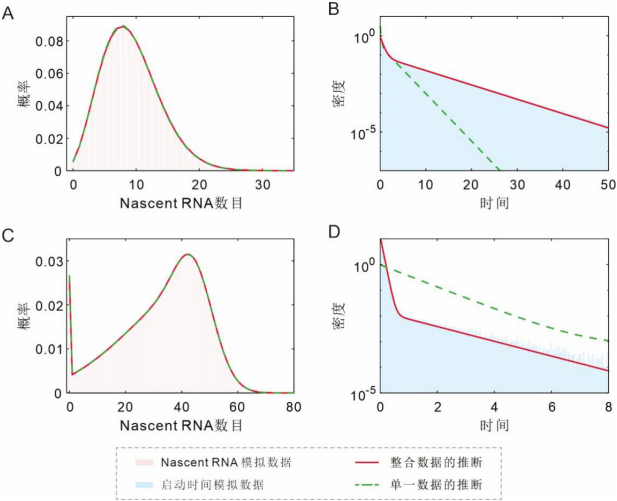 A
概率
0.08
0.06
0.04
0.02
0
0 10 20 30
Nascent RNA数目
B
密度
10⁰
10⁻⁵
0 10 20 30 40 50
时间
C
概率
0.03
0.02
0.01
0
0 20 40 60 80
Nascent RNA数目
D
密度
10⁰
10⁻⁵
0 2 4 6 8
时间
Nascent RNA 模拟数据
整合数据的推断
启动时间模拟数据
单一数据的推断